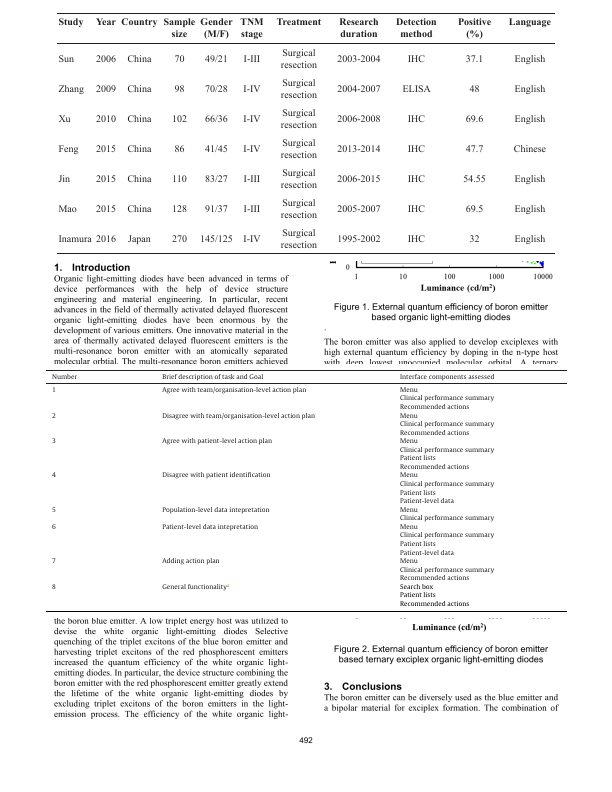 Study Year Country Sample size Gender (M/F) TNM stage Treatment Research duration Detection method Positive (%) Language
Sun 2006 China 70 49/21 I-III Surgical resection 2003-2004 IHC 37.1 English
Zhang 2009 China 98 70/28 I-IV Surgical resection 2004-2007 ELISA 48 English
Xu 2010 China 102 66/36 I-IV Surgical resection 2006-2008 IHC 69.6 English
Feng 2015 China 86 41/45 I-IV Surgical resection 2013-2014 IHC 47.7 Chinese
Jin 2015 China 110 83/27 I-III Surgical resection 2006-2015 IHC 54.55 English
Mao 2015 China 128 91/37 I-III Surgical resection 2005-2007 IHC 69.5 English
Inamura 2016 Japan 270 145/125 I-IV Surgical resection 1995-2002 IHC 32 English
1. Introduction
Organic light-emitting diodes have been advanced in terms of
device performances with the help of device structure
engineering and material engineering. In particular, recent
advances in the field of thermally activated delayed fluorescent
organic light-emitting diodes have been enormous by the
development of various emitters. One innovative material in the
area of thermally activated delayed fluorescent emitters is the
multi-resonance boron emitter with an atomically separated
molecular orbtial. The multi-resonance boron emitters achieved
0
1 10 100 1000 10000
Luminance (cd/m²)
Figure 1. External quantum efficiency of boron emitter
based organic light-emitting diodes
.
The boron emitter was also applied to develop exciplexes with
high external quantum efficiency by doping in the n-type host
with deep lowest unoccupied molecular orbital. A ternary
Number Brief description of task and Goal Interface components assessed
1 Agree with team/organisation-level action plan Menu
Clinical performance summary
Recommended actions
2 Disagree with team/organisation-level action plan Menu
Clinical performance summary
Recommended actions
3 Agree with patient-level action plan Menu
Clinical performance summary
Patient lists
Recommended actions
4 Disagree with patient identification Menu
Clinical performance summary
Patient lists
Patient-level data
5 Population-level data intepretation Menu
Clinical performance summary
6 Patient-level data intepretation Menu
Clinical performance summary
Patient lists
Patient-level data
7 Adding action plan Menu
Clinical performance summary
Recommended actions
8 General functionalityᵃ Search box
Patient lists
Recommended actions
the boron blue emitter. A low triplet energy host was utilized to
devise the white organic light-emitting diodes Selective
quenching of the triplet excitons of the blue boron emitter and
harvesting triplet excitons of the red phosphorescent emitters
increased the quantum efficiency of the white organic light-
emitting diodes. In particular, the device structure combining the
boron emitter with the red phosphorescent emitter greatly extend
the lifetime of the white organic light-emitting diodes by
excluding triplet excitons of the boron emitters in the light-
emission process. The efficiency of the white organic light-
Luminance (cd/m²)
Figure 2. External quantum efficiency of boron emitter
based ternary exciplex organic light-emitting diodes
3. Conclusions
The boron emitter can be diversely used as the blue emitter and
a bipolar material for exciplex formation. The combination of
492